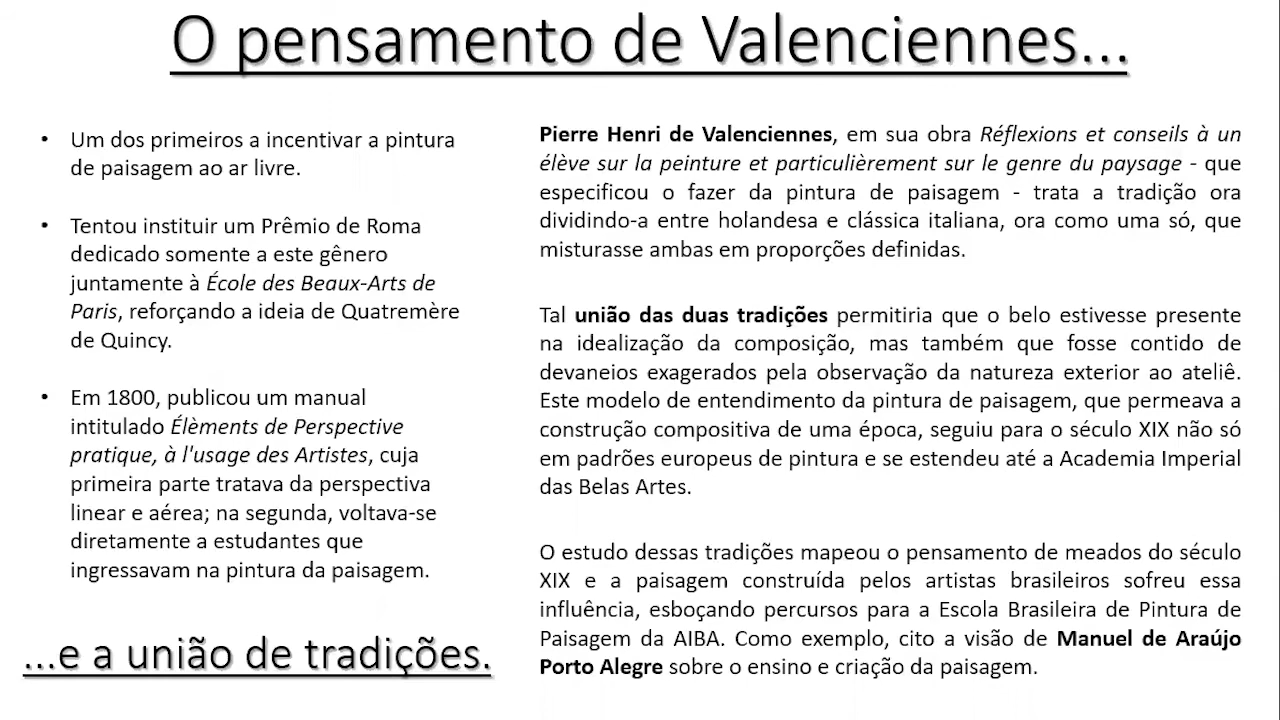 O pensamento de Valenciennes...
• Um dos primeiros a incentivar a pintura
de paisagem ao ar livre.
• Tentou instituir um Prêmio de Roma
dedicado somente a este gênero
juntamente à École des Beaux-Arts de
Paris, reforçando a ideia de Quatremère
de Quincy.
• Em 1800, publicou um manual
intitulado Élèments de Perspective
pratique, à l'usage des Artistes, cuja
primeira parte tratava da perspectiva
linear e aérea; na segunda, voltava-se
diretamente a estudantes que
ingressavam na pintura da paisagem.
...e a união de tradições.
Pierre Henri de Valenciennes, em sua obra Réflexions et conseils à un
élève sur la peinture et particulièrement sur le genre du paysage - que
especificou o fazer da pintura de paisagem - trata a tradição ora
dividindo-a entre holandesa e clássica italiana, ora como uma só, que
misturasse ambas em proporções definidas.
Tal união das duas tradições permitiria que o belo estivesse presente
na idealização da composição, mas também que fosse contido de
devaneios exagerados pela observação da natureza exterior ao ateliê.
Este modelo de entendimento da pintura de paisagem, que permeava a
construção compositiva de uma época, seguiu para o século XIX não só
em padrões europeus de pintura e se estendeu até a Academia Imperial
das Belas Artes.
O estudo dessas tradições mapeou o pensamento de meados do século
XIX e a paisagem construída pelos artistas brasileiros sofreu essa
influência, esboçando percursos para a Escola Brasileira de Pintura de
Paisagem da AIBA. Como exemplo, cito a visão de Manuel de Araújo
Porto Alegre sobre o ensino e criação da paisagem.